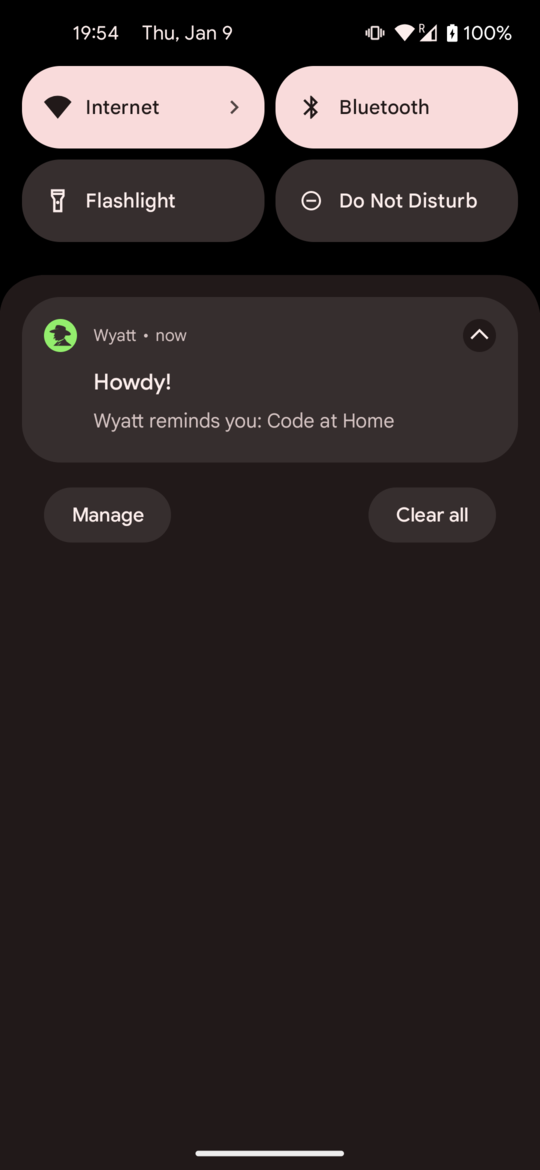 19:54 Thu, Jan 9 R 100%
Internet Bluetooth
Flashlight Do Not Disturb
Wyatt • now
Howdy!
Wyatt reminds you: Code at Home
Manage Clear all